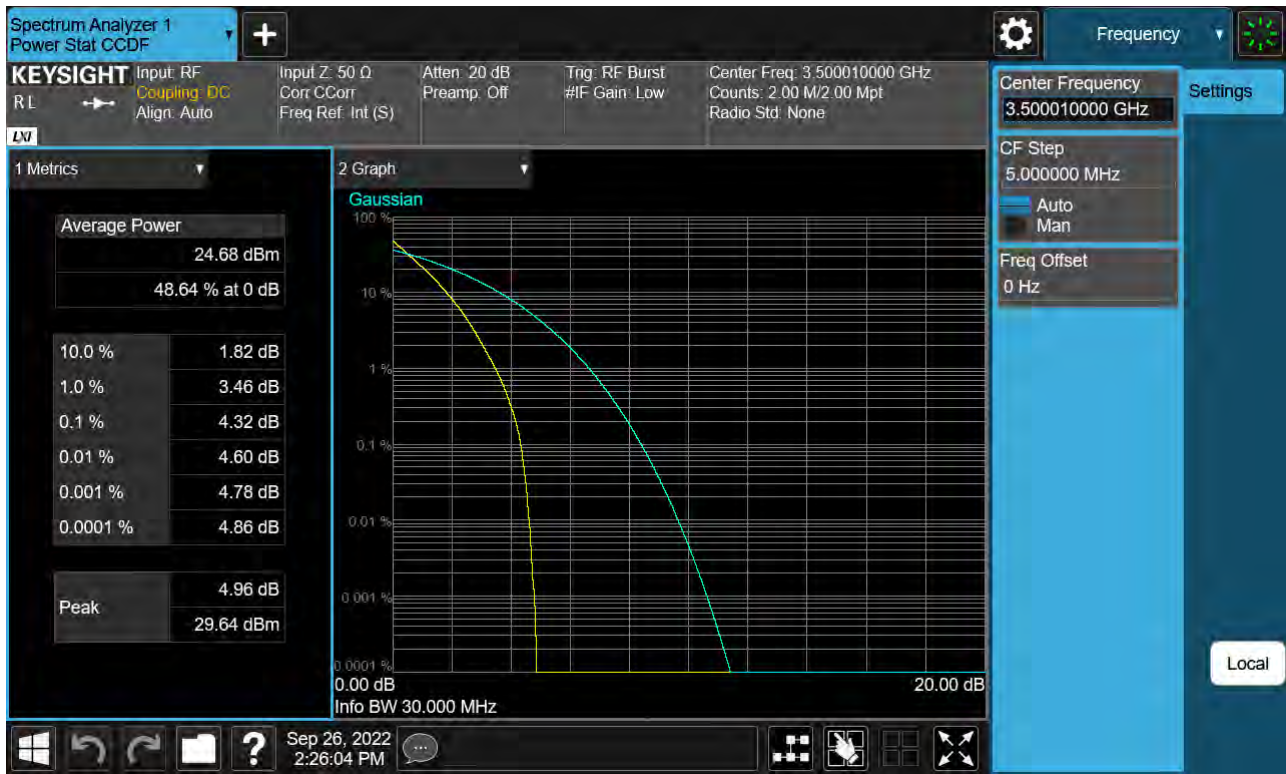 Spectrum Analyzer 1
Power Stat CCDF
+
Frequency
KEYSIGHT
RL
LXI
Input: RF
Coupling: DC
Align: Auto
Input Z: 50 Ω
Corr CCorr
Freq Ref: Int (S)
Atten: 20 dB
Preamp: Off
Trig: RF Burst
#IF Gain: Low
Center Freq: 3.500010000 GHz
Counts: 2.00 M/2.00 Mpt
Radio Std: None
Center Frequency
3.500010000 GHz
Settings
CF Step
5.000000 MHz
Auto
Man
Freq Offset
0 Hz
Local
1 Metrics
Average Power
24.68 dBm
48.64 % at 0 dB
10.0 % 1.82 dB
1.0 % 3.46 dB
0.1 % 4.32 dB
0.01 % 4.60 dB
0.001 % 4.78 dB
0.0001 % 4.86 dB
Peak
4.96 dB
29.64 dBm
2 Graph
Gaussian
100 %
10 %
1 %
0.1 %
0.01 %
0.001 %
0.0001 %
0.00 dB 20.00 dB
Info BW 30.000 MHz
?
Sep 26, 2022
2:26:04 PM